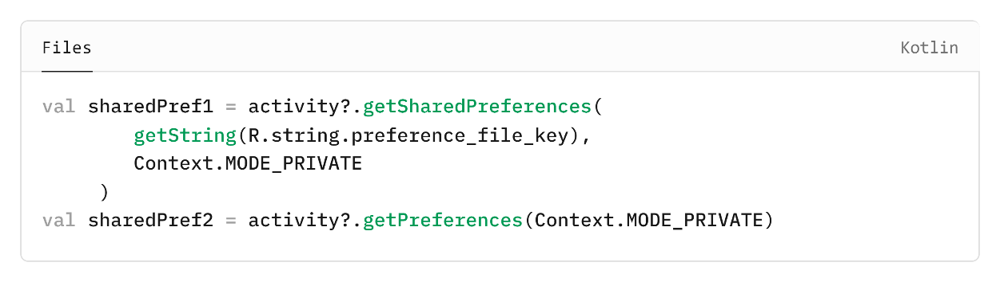 Files
Kotlin
val sharedPref1 = activity?.getSharedPreferences(
        getString(R.string.preference_file_key),
        Context.MODE_PRIVATE
     )
val sharedPref2 = activity?.getPreferences(Context.MODE_PRIVATE)